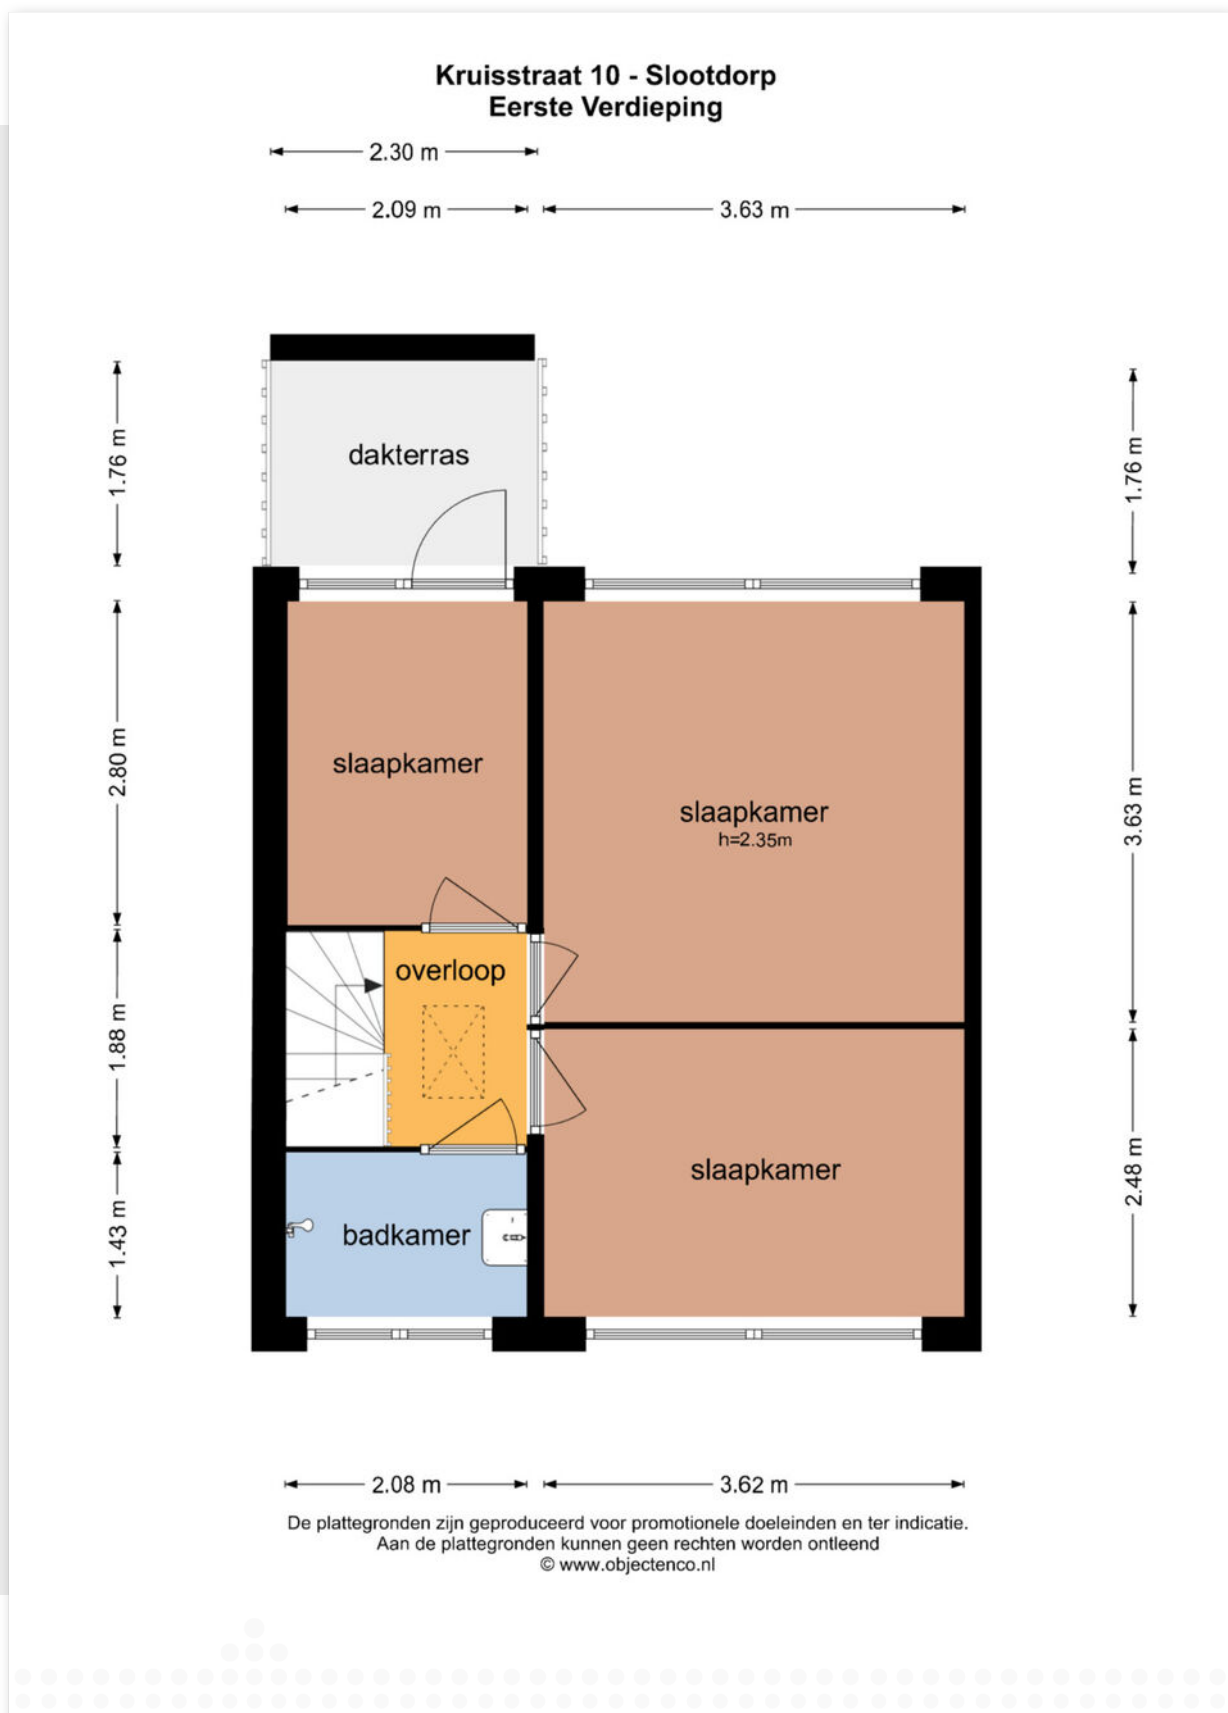 Kruisstraat 10 - Slootdorp
Eerste Verdieping
2.30 m
2.09 m
3.63 m
dakterras
1.76 m
1.76 m
slaapkamer
2.80 m
slaapkamer
h=2.35m
3.63 m
overloop
1.88 m
slaapkamer
2.48 m
badkamer
1.43 m
2.08 m
3.62 m
De plattegronden zijn geproduceerd voor promotionele doeleinden en ter indicatie.
Aan de plattegronden kunnen geen rechten worden ontleend
© www.objectenco.nl